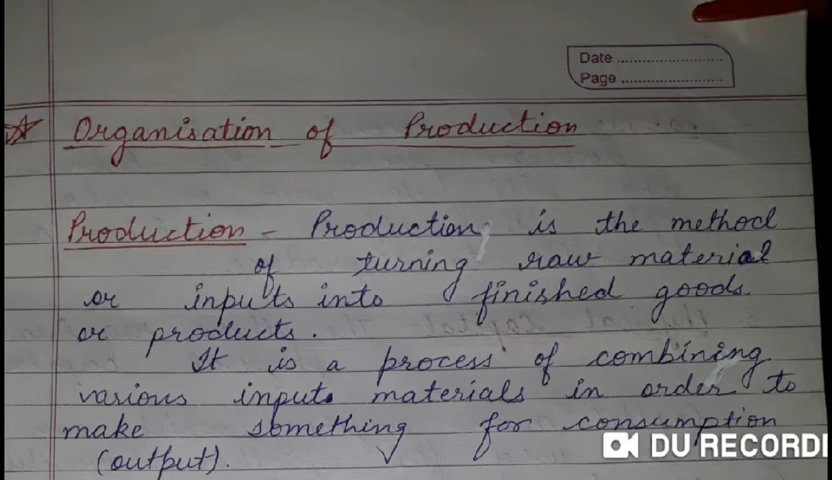 Date ........................
Page ........................
Organisation of Production
Production - Production is the method
of turning raw material
or inputs into finished goods
or products.
It is a process of combining
various inputs materials in order to
make something for consumption
(output).
DU RECORD